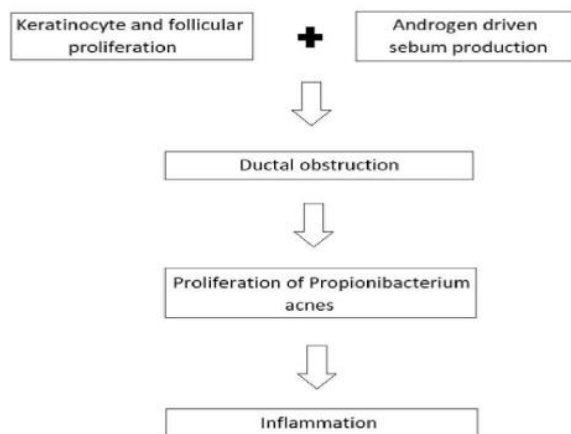 Keratinocyte and follicular
proliferation
Androgen driven
sebum production
Ductal obstruction
Proliferation of Propionibacterium
acnes
Inflammation